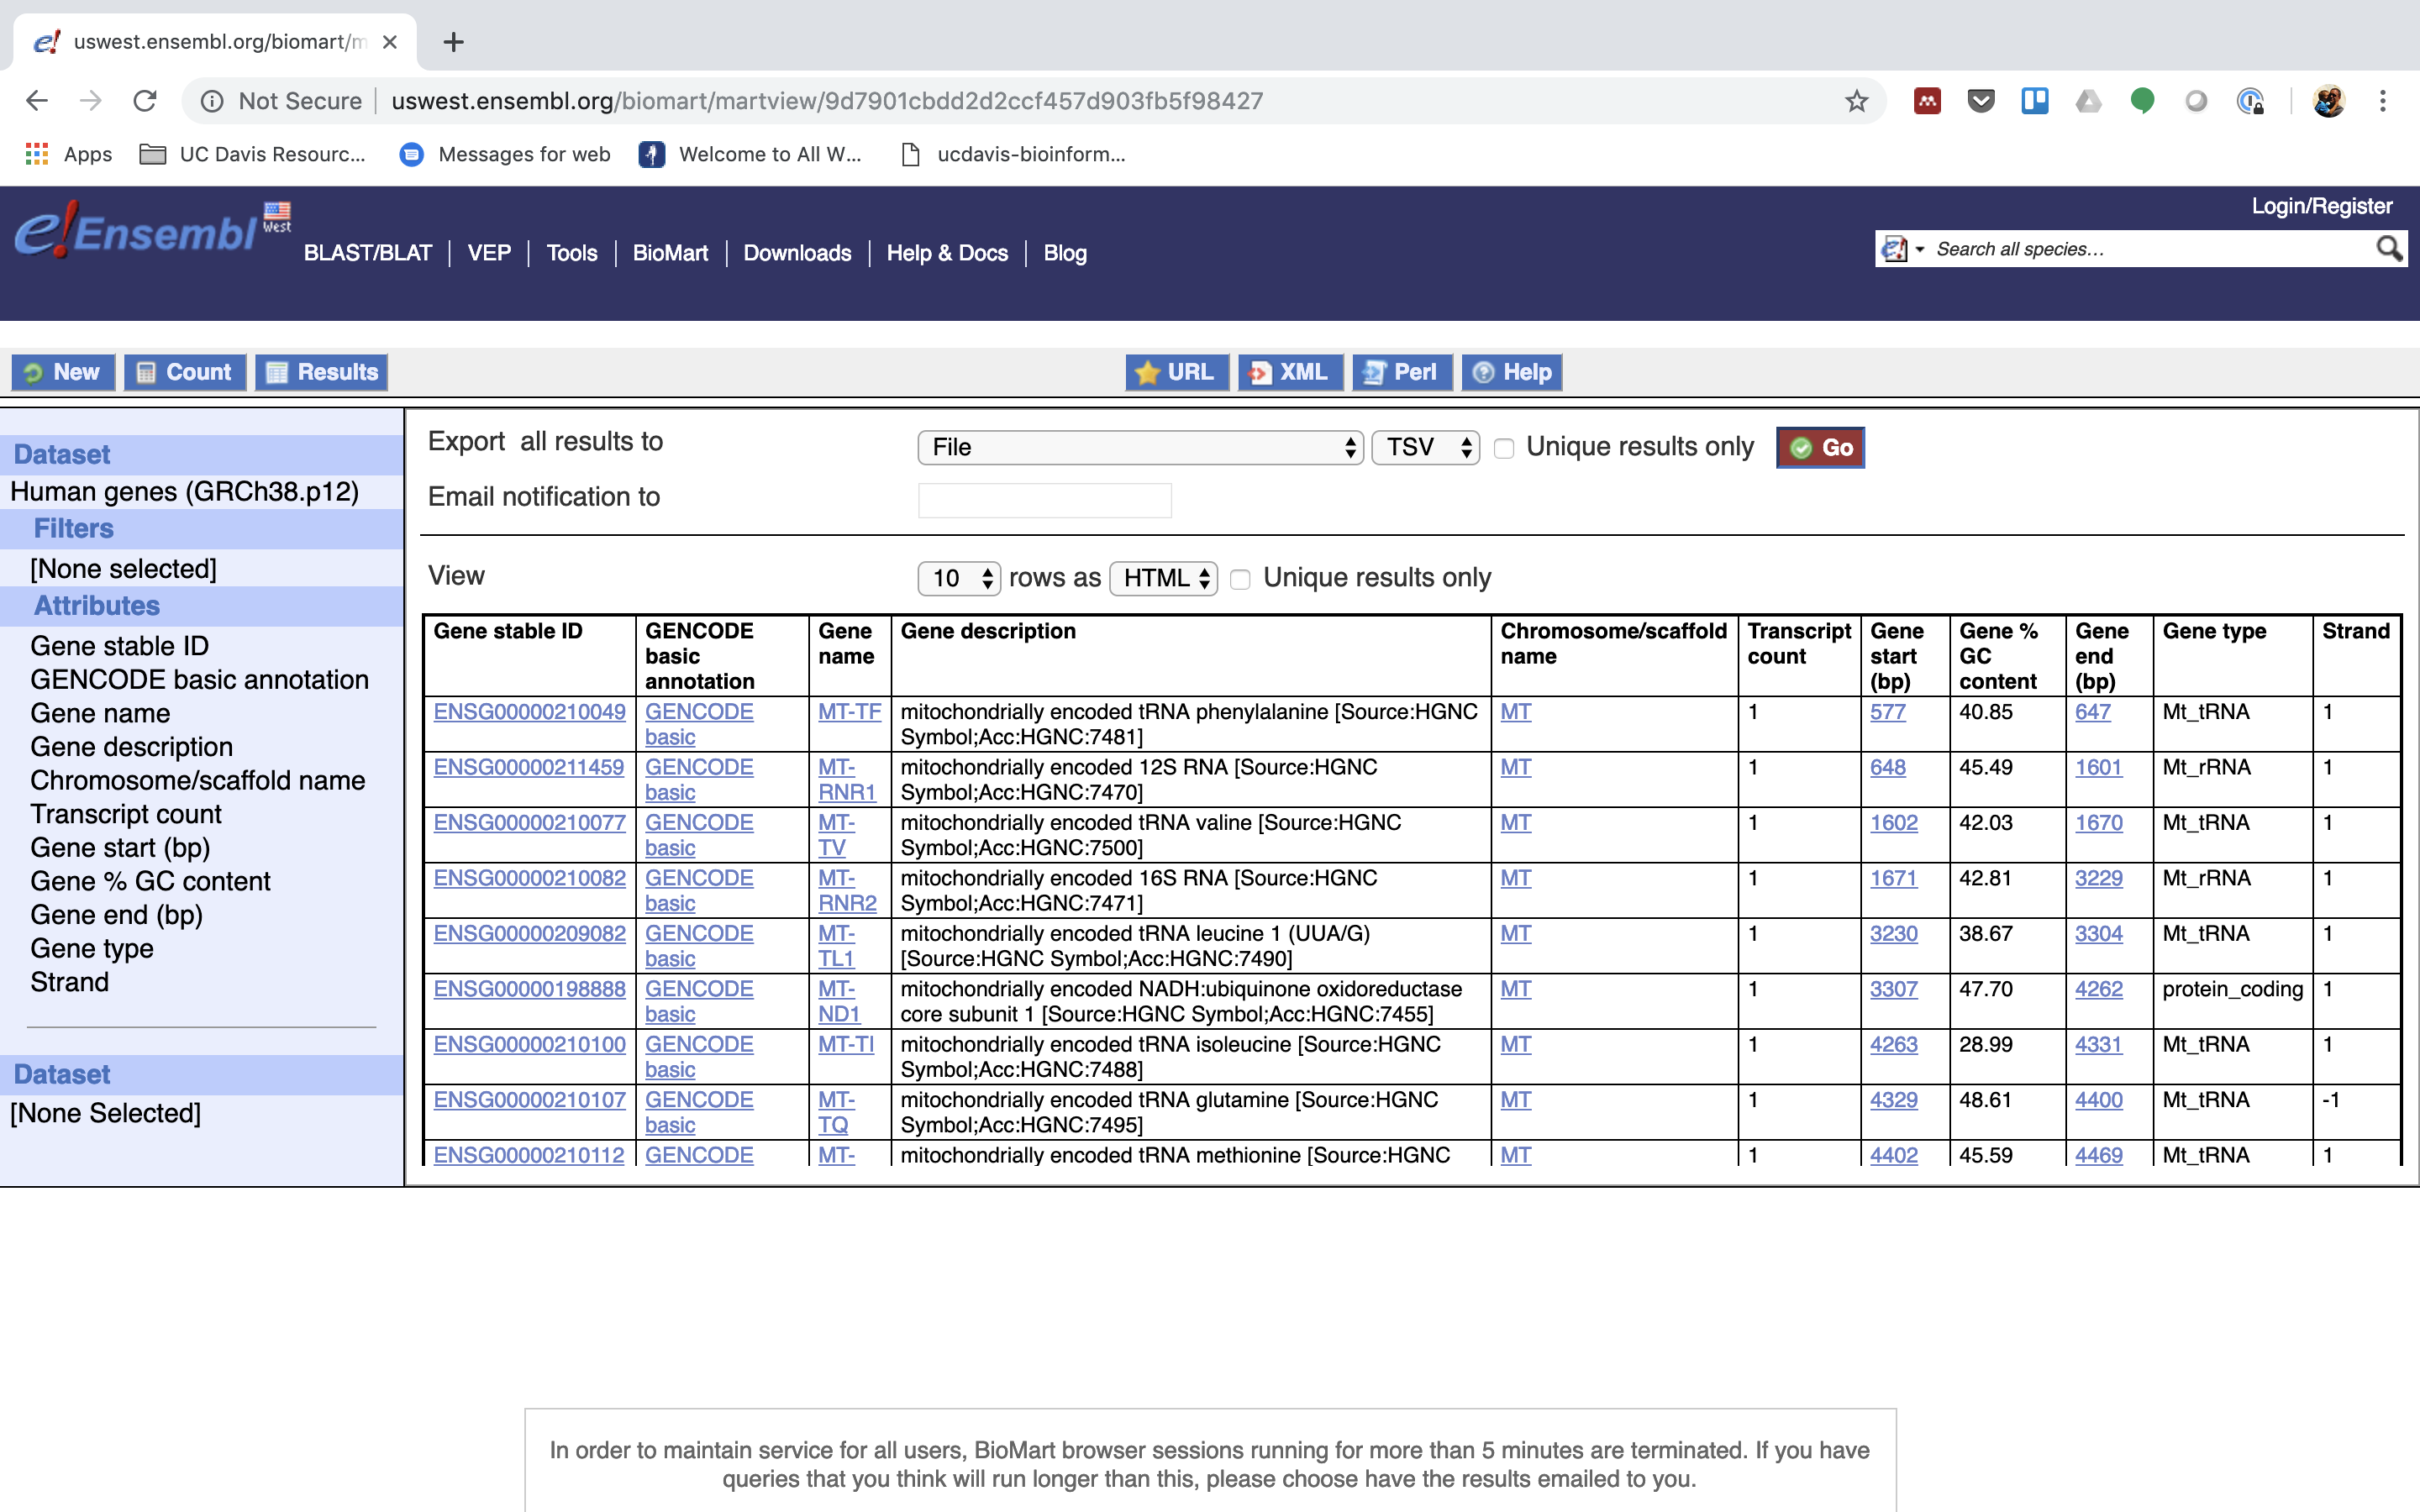 uswest.ensembl.org/biomart/m
Not Secure uswest.ensembl.org/biomart/martview/9d7901cbdd2d2ccf457d903fb5f98427
Apps UC Davis Resourc... Messages for web Welcome to All W... ucdavis-bioinform...
e!Ensembl West
Login/Register
BLAST/BLAT VEP Tools BioMart Downloads Help & Docs Blog
Search all species...
New Count Results URL XML Perl Help
Dataset
Human genes (GRCh38.p12)
Filters
[None selected]
Attributes
Gene stable ID
GENCODE basic annotation
Gene name
Gene description
Chromosome/scaffold name
Transcript count
Gene start (bp)
Gene % GC content
Gene end (bp)
Gene type
Strand
Dataset
[None Selected]
Export all results to File TSV Unique results only Go
Email notification to
View 10 rows as HTML Unique results only
Gene stable ID GENCODE basic annotation Gene name Gene description Chromosome/scaffold name Transcript count Gene start (bp) Gene % GC content Gene end (bp) Gene type Strand
ENSG00000210049 GENCODE basic MT-TF mitochondrially encoded tRNA phenylalanine [Source:HGNC Symbol;Acc:HGNC:7481] MT 1 577 40.85 647 Mt_tRNA 1
ENSG00000211459 GENCODE basic MT-RNR1 mitochondrially encoded 12S RNA [Source:HGNC Symbol;Acc:HGNC:7470] MT 1 648 45.49 1601 Mt_rRNA 1
ENSG00000210077 GENCODE basic MT-TV mitochondrially encoded tRNA valine [Source:HGNC Symbol;Acc:HGNC:7500] MT 1 1602 42.03 1670 Mt_tRNA 1
ENSG00000210082 GENCODE basic MT-RNR2 mitochondrially encoded 16S RNA [Source:HGNC Symbol;Acc:HGNC:7471] MT 1 1671 42.81 3229 Mt_rRNA 1
ENSG00000209082 GENCODE basic MT-TL1 mitochondrially encoded tRNA leucine 1 (UUA/G) [Source:HGNC Symbol;Acc:HGNC:7490] MT 1 3230 38.67 3304 Mt_tRNA 1
ENSG00000198888 GENCODE basic MT-ND1 mitochondrially encoded NADH:ubiquinone oxidoreductase core subunit 1 [Source:HGNC Symbol;Acc:HGNC:7455] MT 1 3307 47.70 4262 protein_coding 1
ENSG00000210100 GENCODE basic MT-TI mitochondrially encoded tRNA isoleucine [Source:HGNC Symbol;Acc:HGNC:7488] MT 1 4263 28.99 4331 Mt_tRNA 1
ENSG00000210107 GENCODE basic MT-TQ mitochondrially encoded tRNA glutamine [Source:HGNC Symbol;Acc:HGNC:7495] MT 1 4329 48.61 4400 Mt_tRNA -1
ENSG00000210112 GENCODE MT- mitochondrially encoded tRNA methionine [Source:HGNC MT 1 4402 45.59 4469 Mt_tRNA 1
In order to maintain service for all users, BioMart browser sessions running for more than 5 minutes are terminated. If you have
queries that you think will run longer than this, please choose have the results emailed to you.